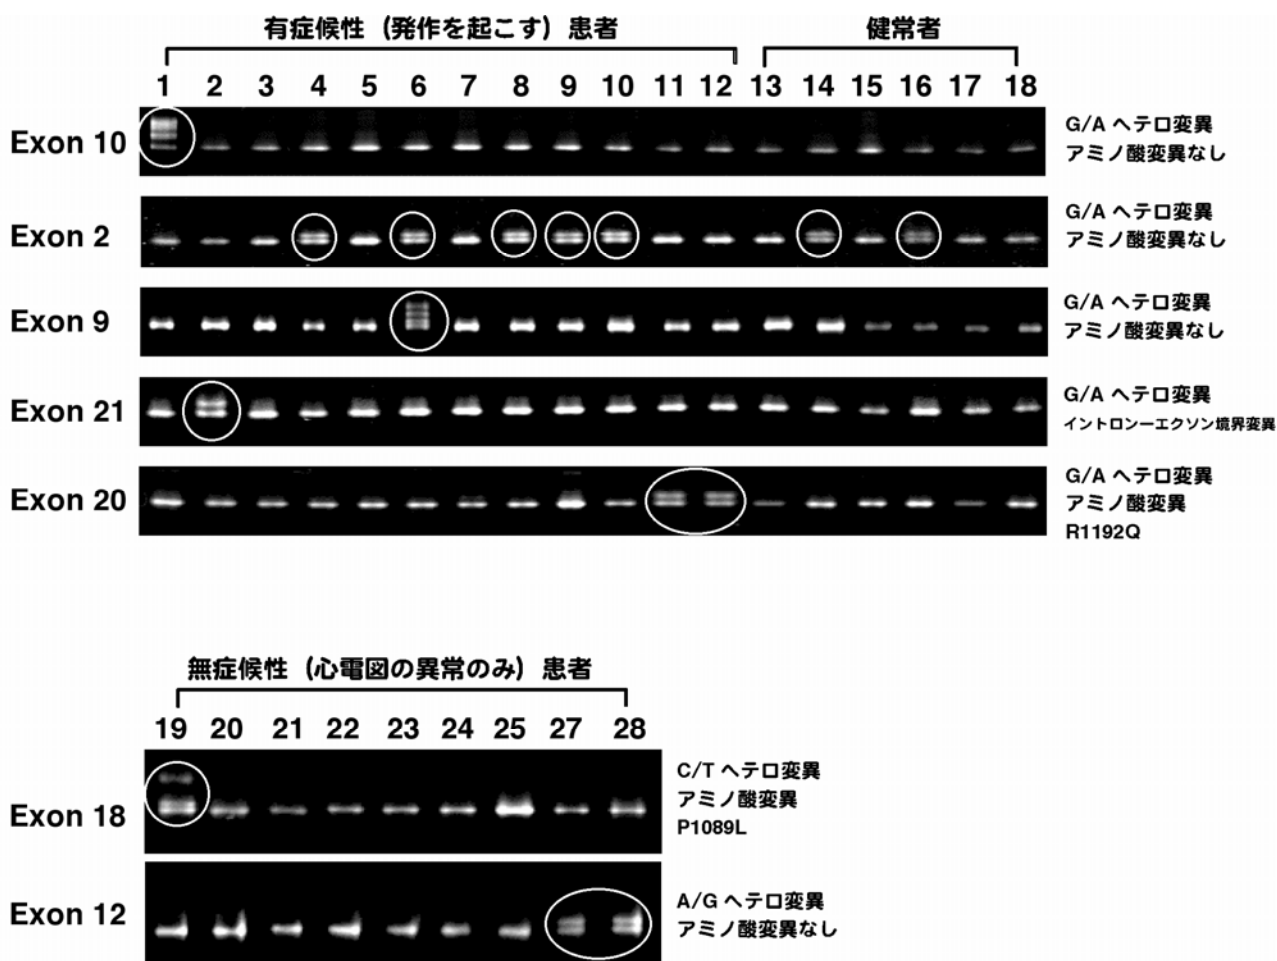 有症候性（発作を起こす）患者 健常者
1 2 3 4 5 6 7 8 9 10 11 12 13 14 15 16 17 18
Exon 10
G/A ヘテロ変異
アミノ酸変異なし
Exon 2
G/A ヘテロ変異
アミノ酸変異なし
Exon 9
G/A ヘテロ変異
アミノ酸変異なし
Exon 21
G/A ヘテロ変異
イントロンーエクソン境界変異
Exon 20
G/A ヘテロ変異
アミノ酸変異
R1192Q
無症候性（心電図の異常のみ）患者
19 20 21 22 23 24 25 27 28
Exon 18
C/T ヘテロ変異
アミノ酸変異
P1089L
Exon 12
A/G ヘテロ変異
アミノ酸変異なし